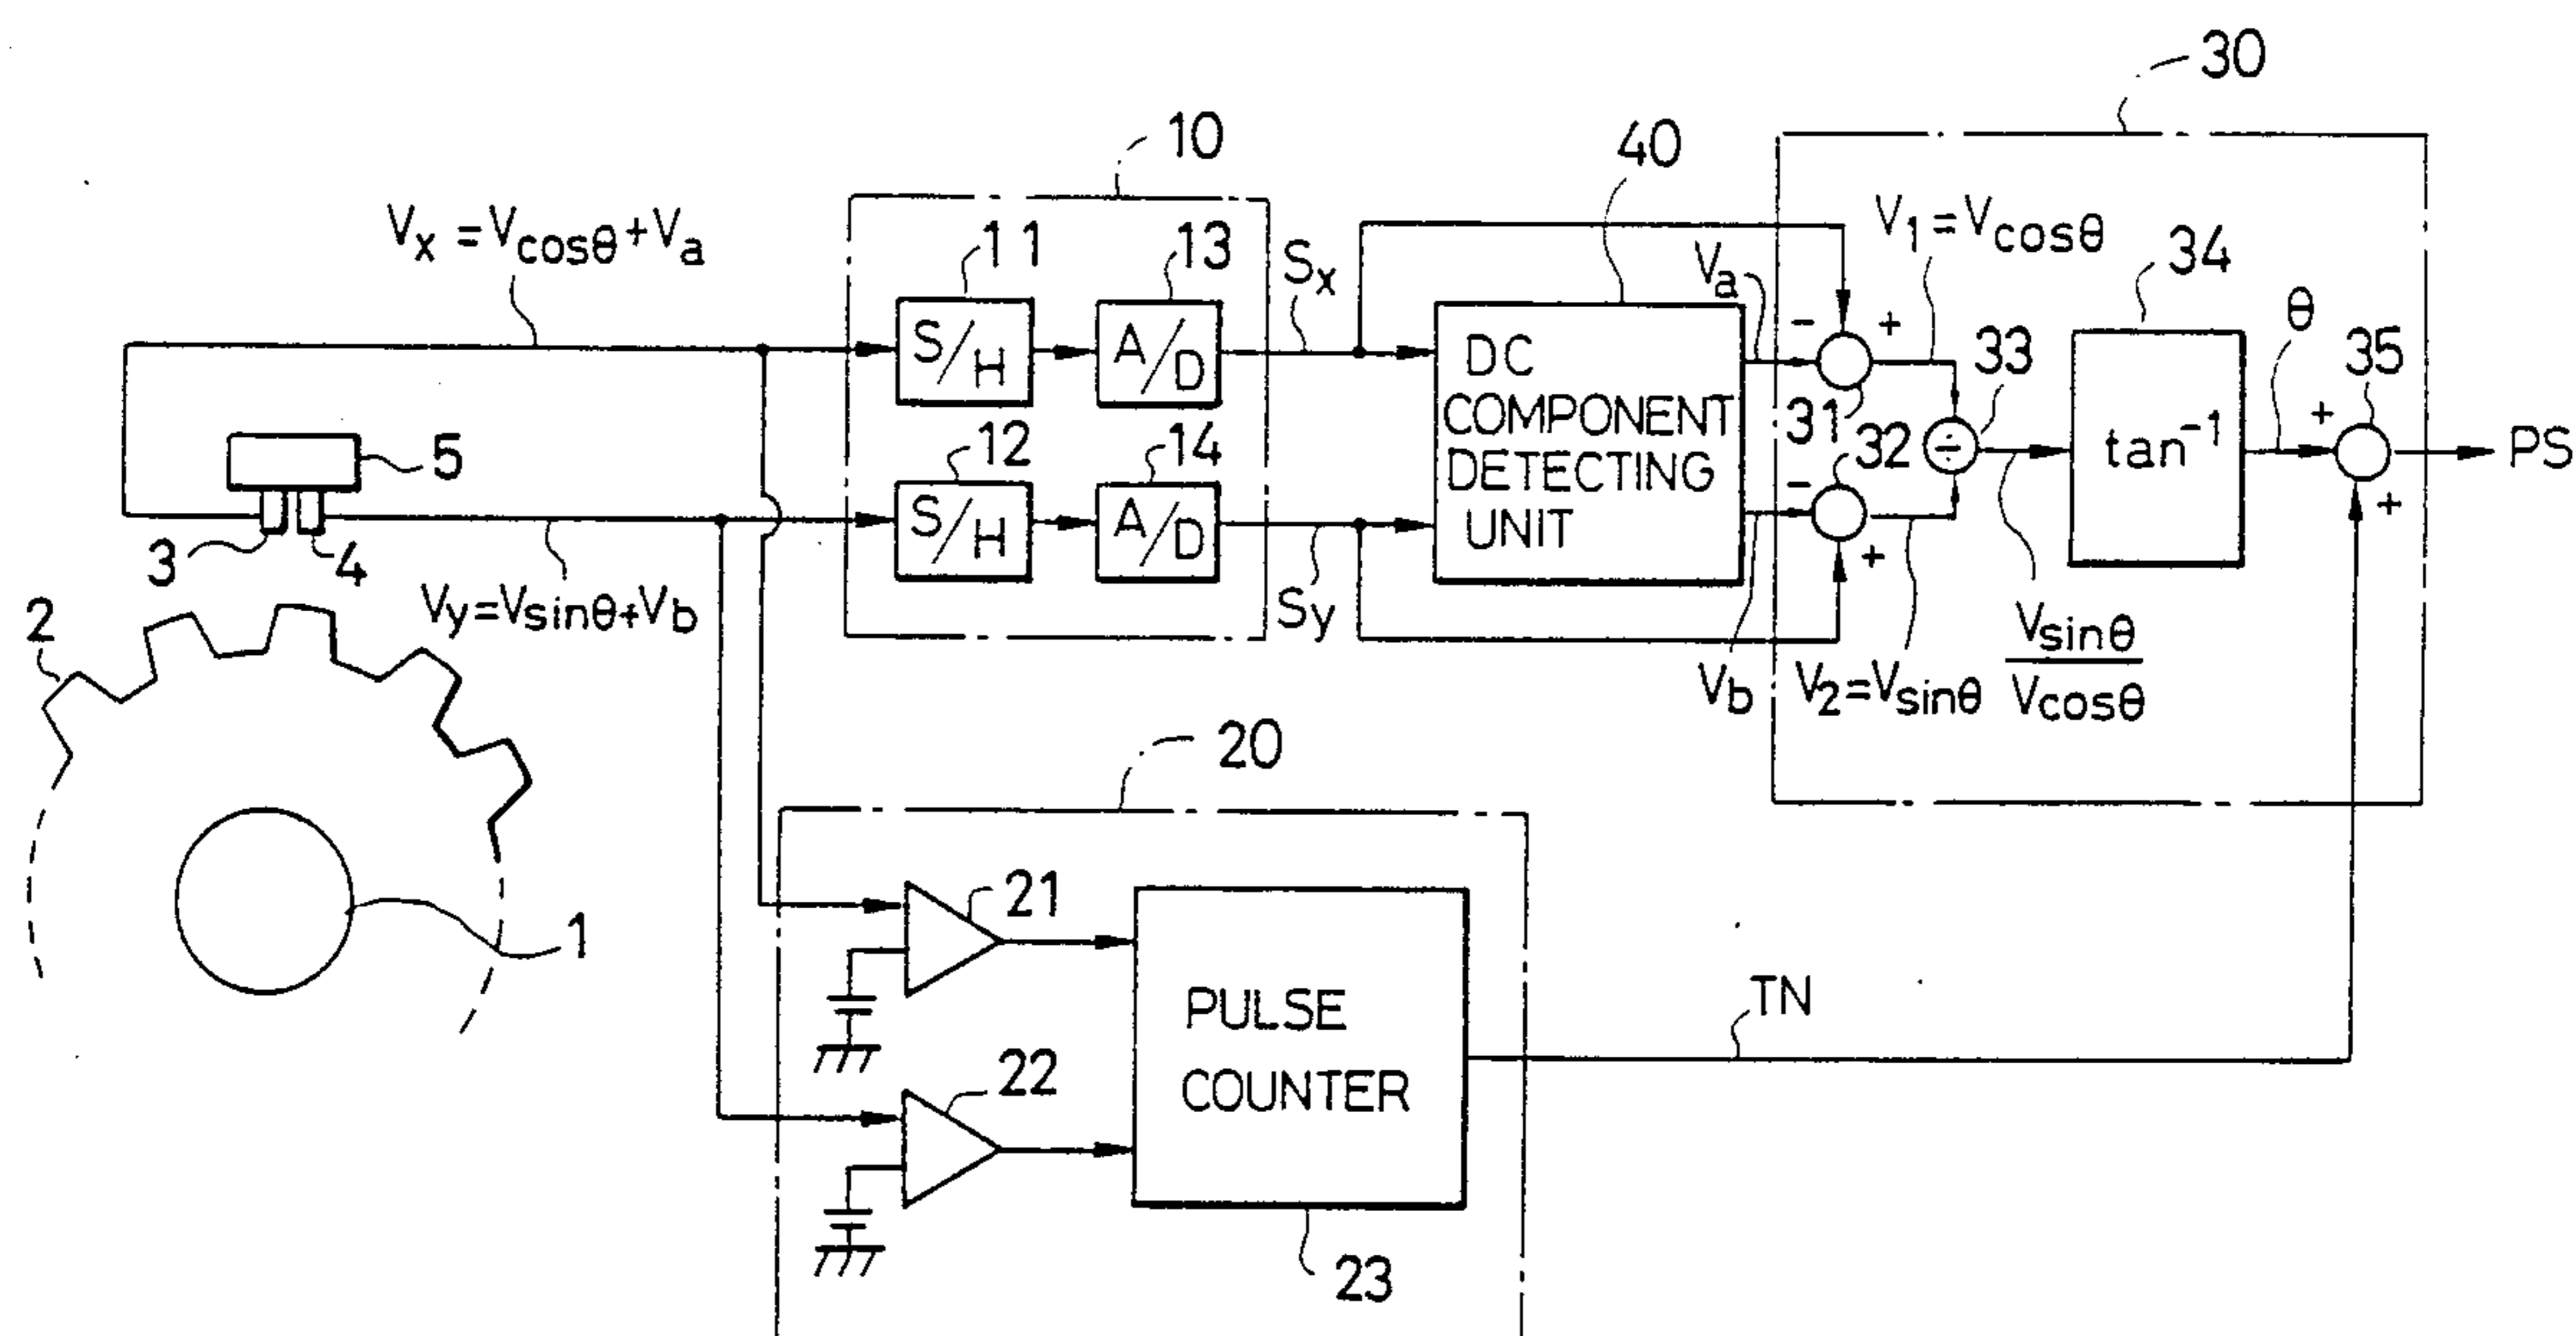 30
10
40
Vx = Vcosθ + Va
11
13
Sx
Va
V1 = Vcosθ
34
S/H
A/D
-
+
θ
33
35
DC
COMPONENT
DETECTING
UNIT
31
32
÷
tan⁻¹
+
PS
5
12
14
-
+
S/H
A/D
+
3
4
Vy = Vsinθ + Vb
Sy
2
Vb
V2 = Vsinθ
Vsinθ
Vcosθ
20
21
1
PULSE
COUNTER
TN
22
23